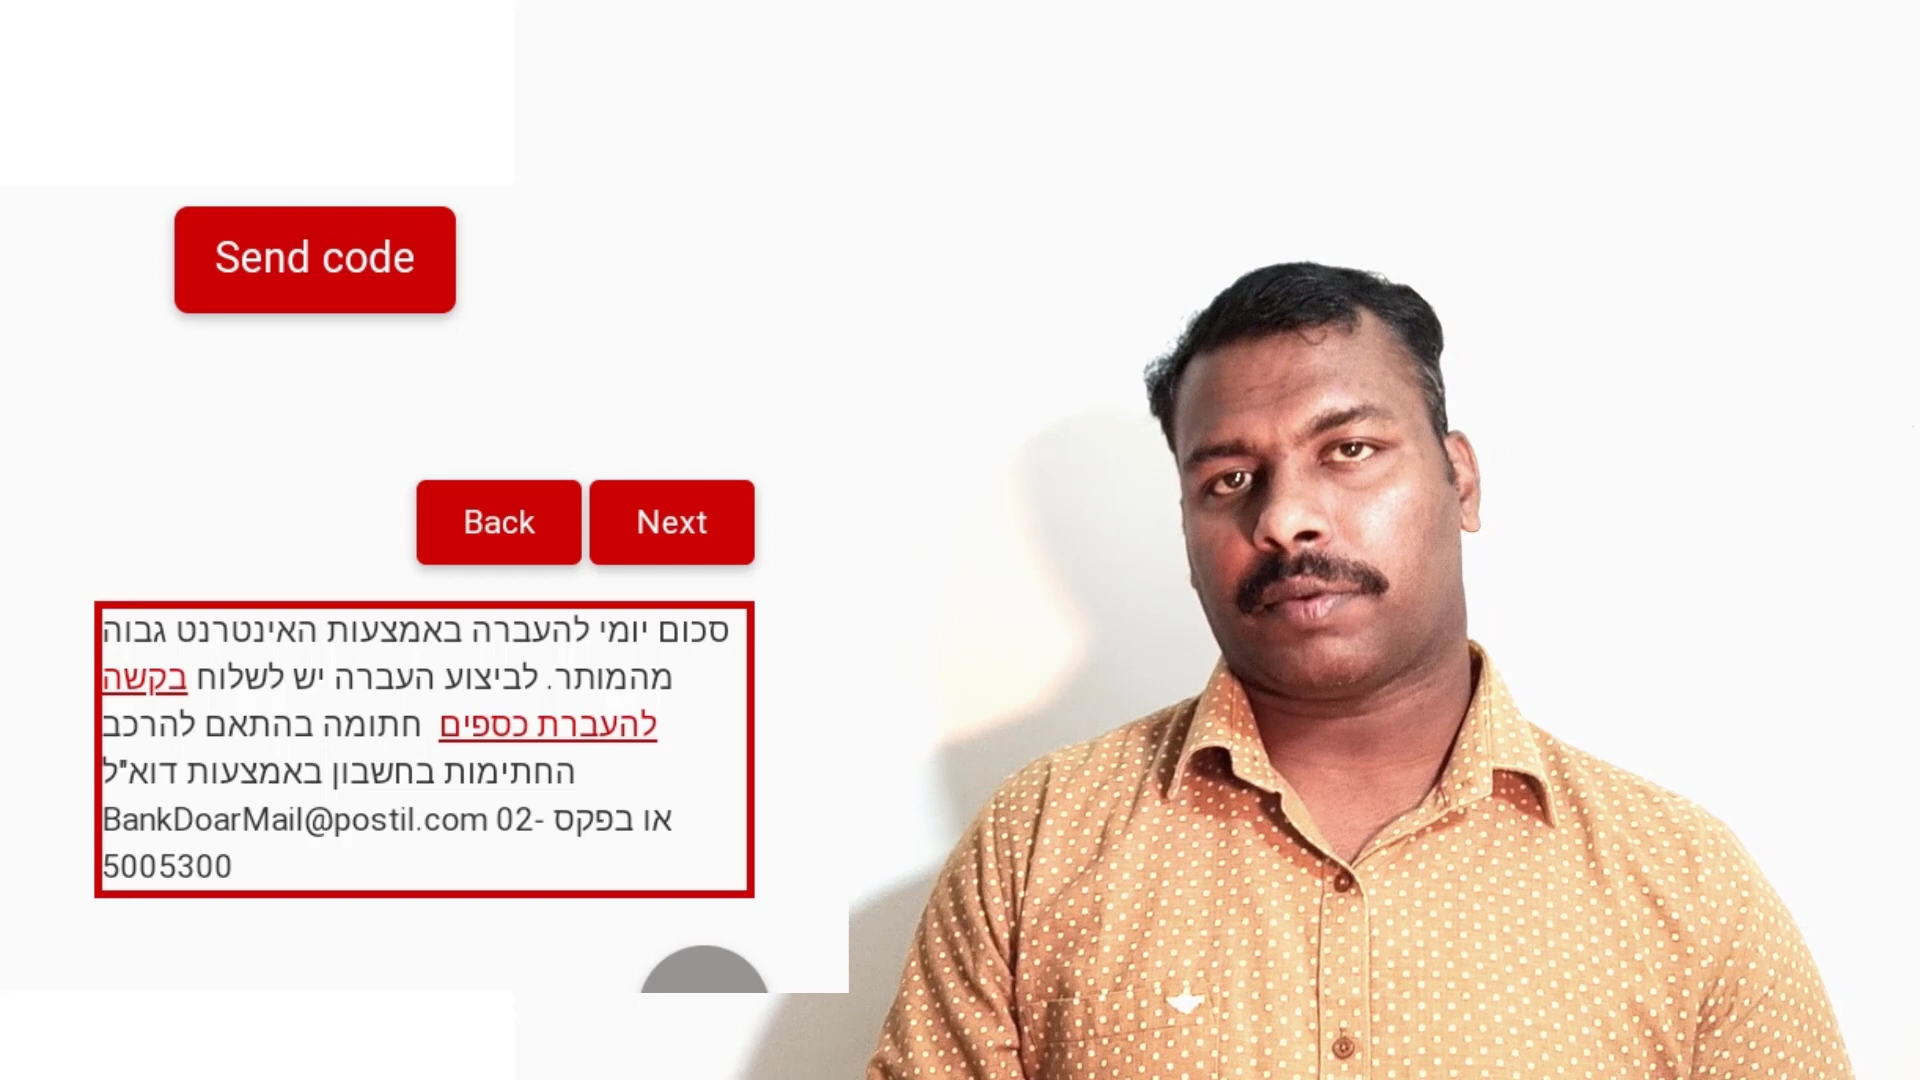 Send code
Back
Next
סכום יומי להעברה באמצעות האינטרנט גבוה
מהמותר. לביצוע העברה יש לשלוח בקשה
להעברת כספים חתומה בהתאם להרכב
החתימות בחשבון באמצעות דוא"ל
BankDoarMail@postil.com 02- או בפקס
5005300